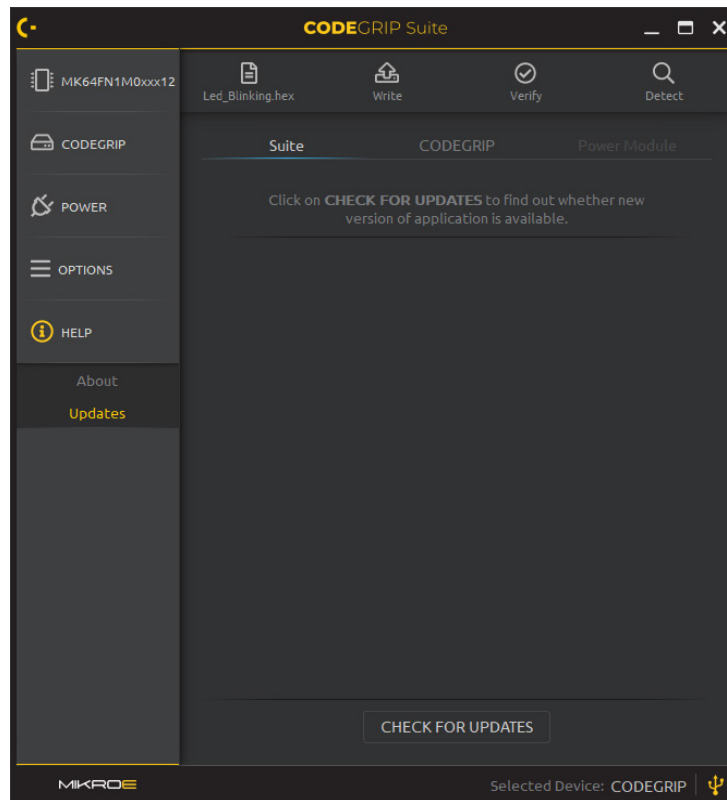 CODEGRIP Suite
MK64FN1M0xxx12
CODEGRIP
POWER
OPTIONS
HELP
About
Updates
Led_Blinking.hex
Write
Verify
Detect
Suite
CODEGRIP
Power Module
Click on CHECK FOR UPDATES to find out whether new
version of application is available.
CHECK FOR UPDATES
MIKROE
Selected Device: CODEGRIP